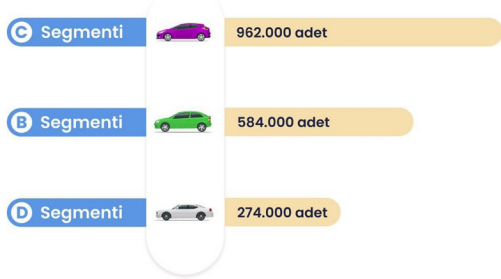 C Segmenti 962.000 adet
B Segmenti 584.000 adet
D Segmenti 274.000 adet